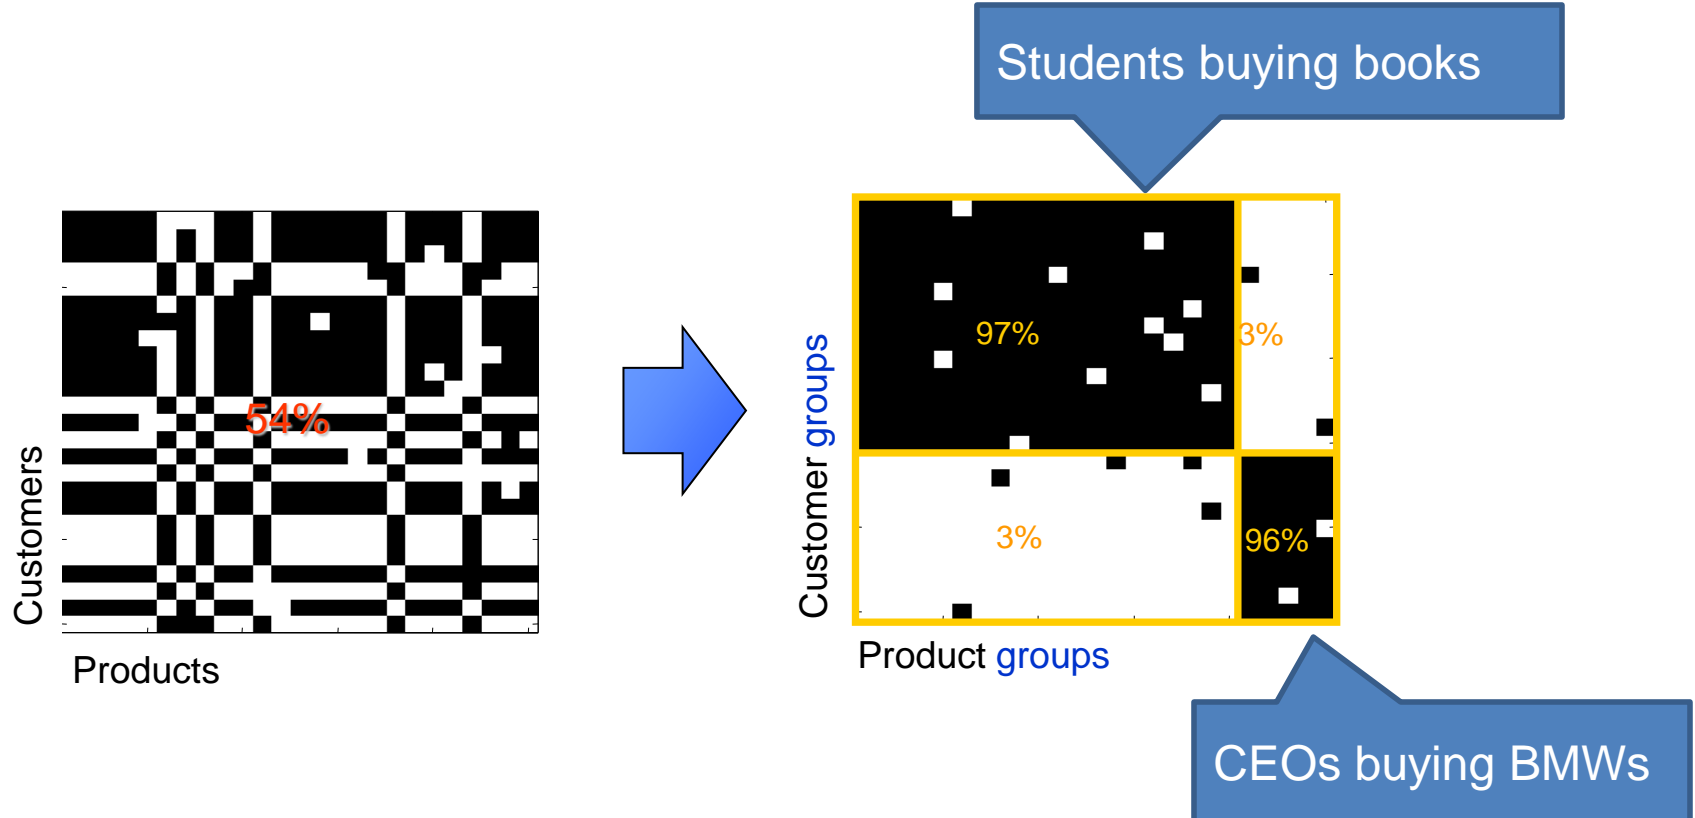 Students buying books
Customers
54%
Products
Customer groups
97%
3%
3%
96%
Product groups
CEOs buying BMWs